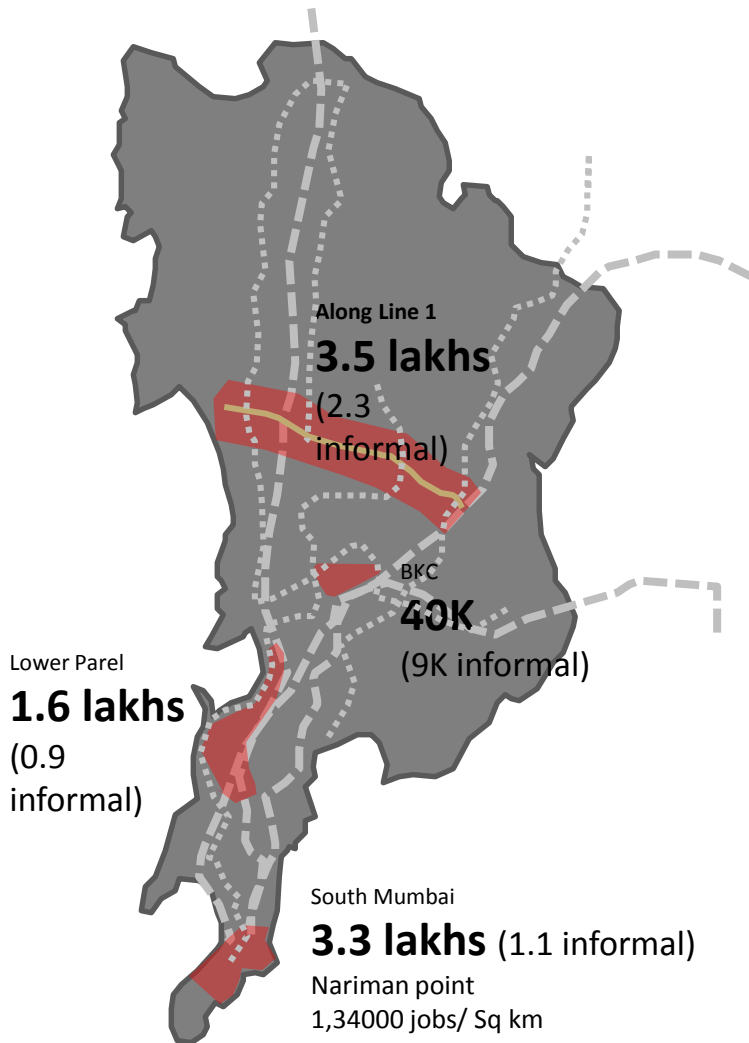 Along Line 1
3.5 lakhs
(2.3
informal)
BKC
40K
(9K informal)
Lower Parel
1.6 lakhs
(0.9
informal)
South Mumbai
3.3 lakhs (1.1 informal)
Nariman point
1,34000 jobs/ Sq km